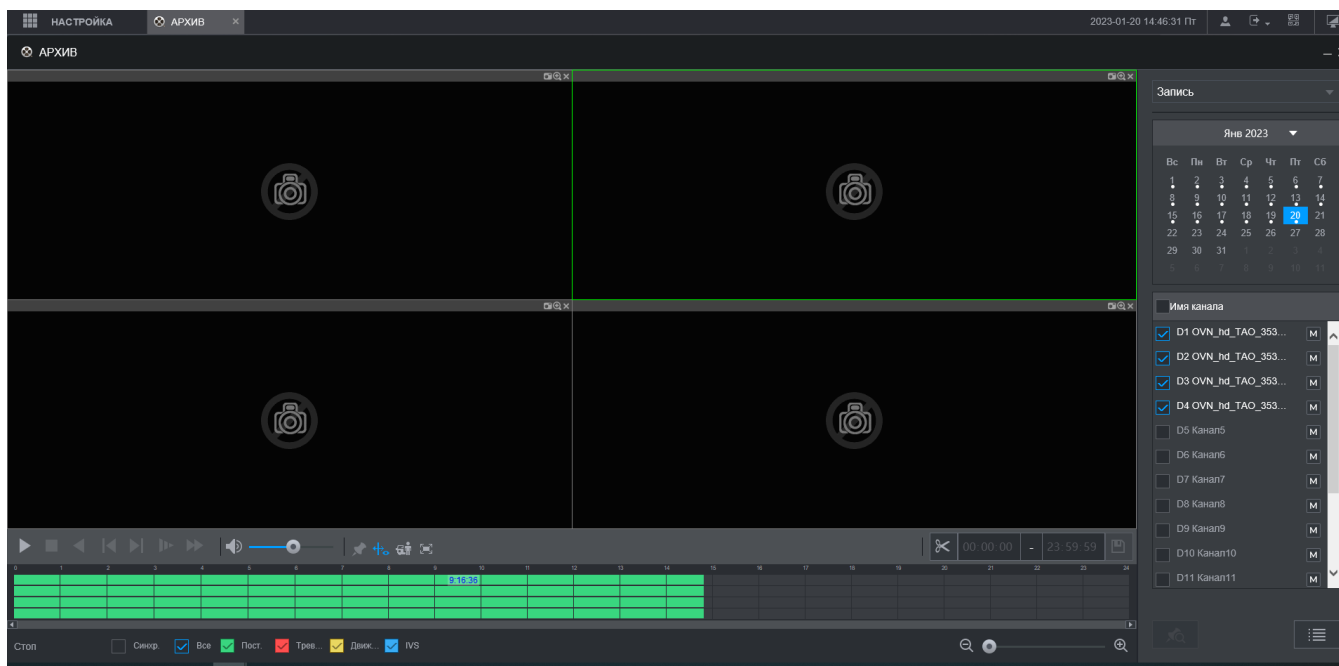 НАСТРОЙКА АРХИВ × 2023-01-20 14:46:31 Пт
АРХИВ
Запись
Янв 2023
Вс Пн Вт Ср Чт Пт Сб
1 2 3 4 5 6 7
8 9 10 11 12 13 14
15 16 17 18 19 20 21
22 23 24 25 26 27 28
29 30 31 1 2 3 4
5 6 7 8 9 10 11
Имя канала
D1 OVN_hd_TAO_353... M
D2 OVN_hd_TAO_353... M
D3 OVN_hd_TAO_353... M
D4 OVN_hd_TAO_353... M
D5 Канал5 M
D6 Канал6 M
D7 Канал7 M
D8 Канал8 M
D9 Канал9 M
D10 Канал10 M
D11 Канал11 M
00:00:00 - 23:59:59
0 1 2 3 4 5 6 7 8 9 10 11 12 13 14 15 16 17 18 19 20 21 22 23 24
9:16:36
Стоп Синхр. Все Пост. Трев... Движ... IVS